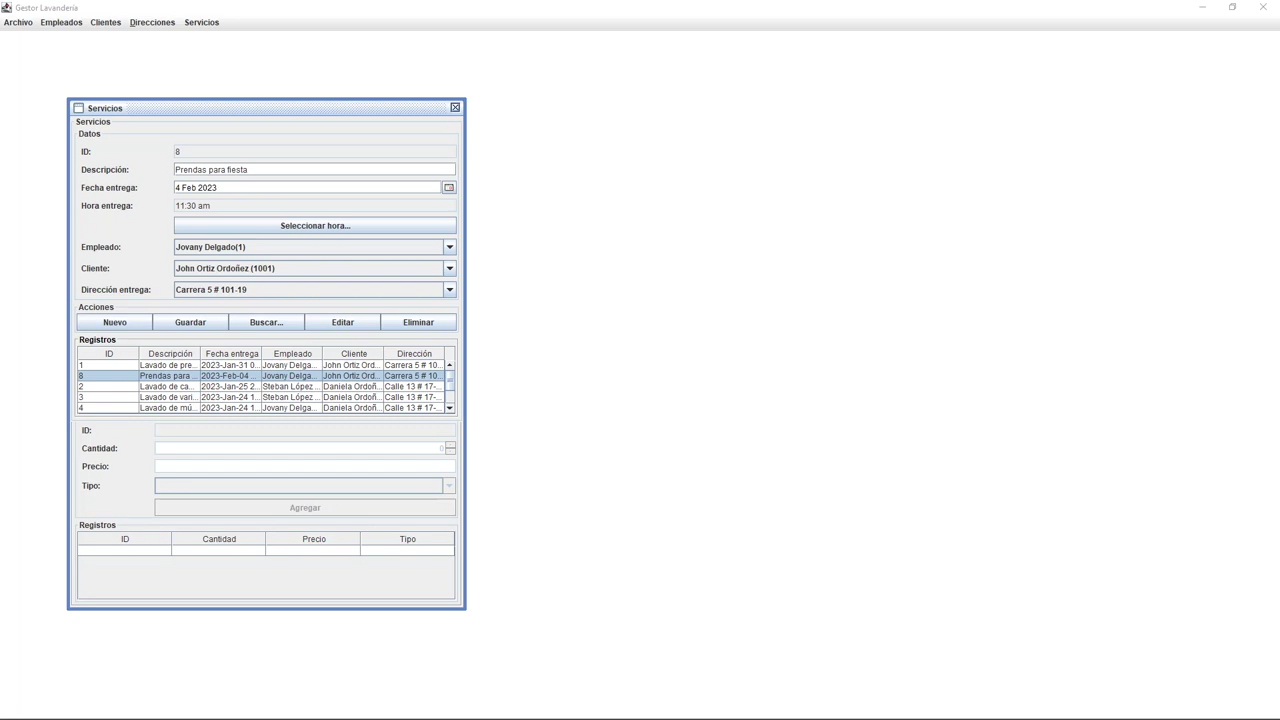 Gestor Lavandería
Archivo Empleados Clientes Direcciones Servicios
Servicios
Servicios
Datos
ID: 8
Descripción: Prendas para fiesta
Fecha entrega: 4 Feb 2023
Hora entrega: 11:30 am
Seleccionar hora...
Empleado: Jovany Delgado(1)
Cliente: John Ortiz Ordoñez (1001)
Dirección entrega: Carrera 5 # 101-19
Acciones
Nuevo Guardar Buscar... Editar Eliminar
Registros
ID Descripción Fecha entrega Empleado Cliente Dirección
1 Lavado de pre... 2023-Jan-31 0... Jovany Delga... John Ortiz Ord... Carrera 5 # 10...
8 Prendas para ... 2023-Feb-04 ... Jovany Delga... John Ortiz Ord... Carrera 5 # 10...
2 Lavado de ca... 2023-Jan-25 2... Steban López ... Daniela Ordoñ... Calle 13 # 17-...
3 Lavado de vari... 2023-Jan-24 1... Steban López ... Daniela Ordoñ... Calle 13 # 17-...
4 Lavado de mú... 2023-Jan-24 1... Jovany Delga... Daniela Ordoñ... Calle 13 # 17-...
ID:
Cantidad: 0
Precio:
Tipo:
Agregar
Registros
ID Cantidad Precio Tipo